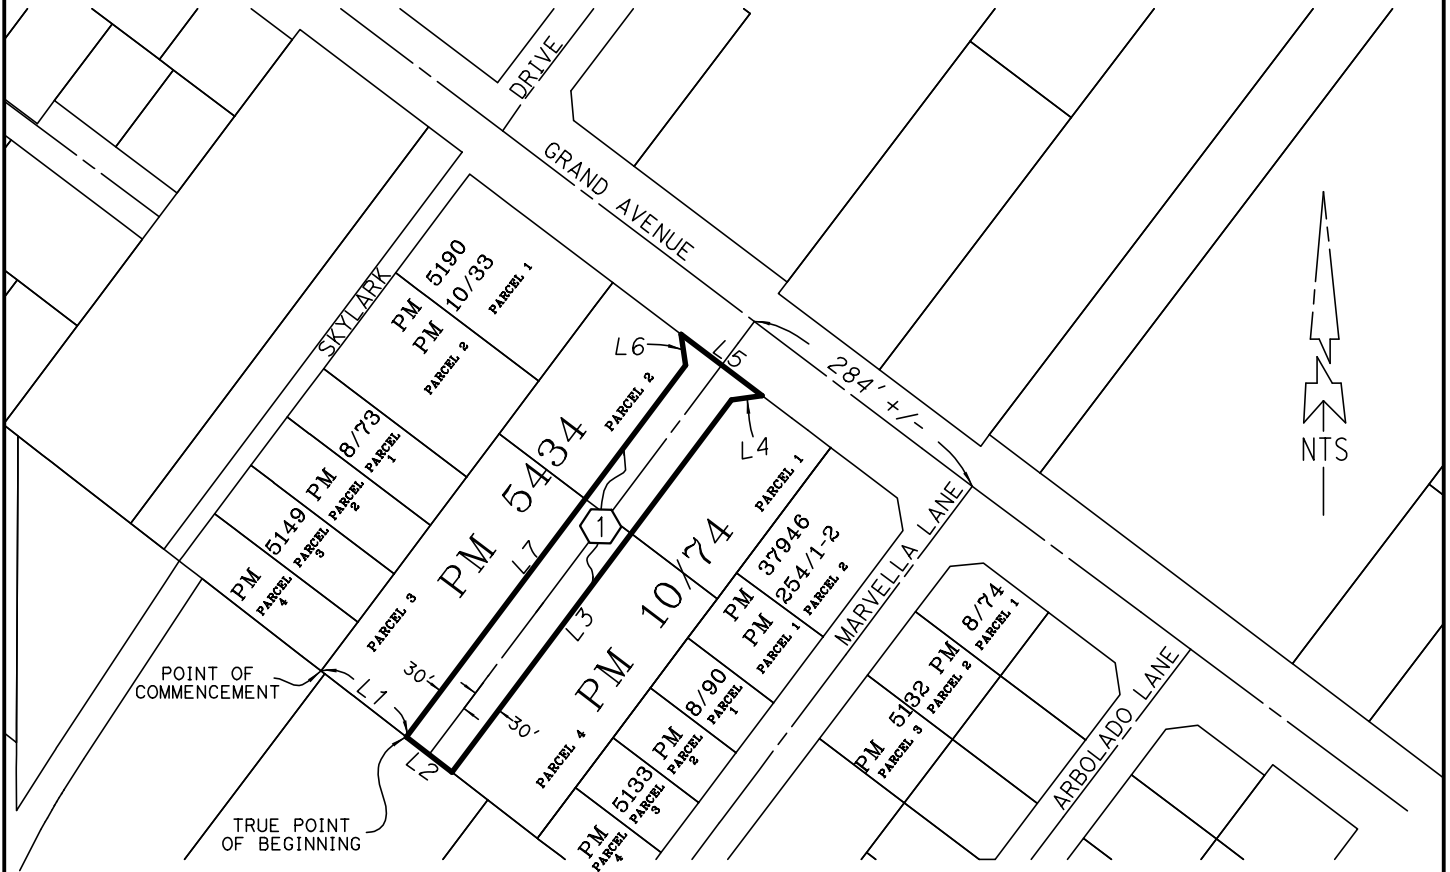 DRIVE
GRAND AVENUE
SKYLARK
PM 5190
PM 10/33
PARCEL 1
PARCEL 2
L6
L5
284'+/-
L4
NTS
PM 5149 PM 8/73
PARCEL 1
PARCEL 2
PARCEL 3
PARCEL 4
PM 5434
PARCEL 2
PARCEL 3
L7
1
L3
PM 10/74
PARCEL 1
PARCEL 4
PM 37946
PM 254/1-2
PARCEL 2
PARCEL 1
MARVELLA LANE
PM 5133 PM 8/90
PARCEL 1
PARCEL 2
PARCEL 3
PARCEL 4
PM 5132 PM 8/74
PARCEL 1
PARCEL 2
PARCEL 3
ARBOLADO LANE
POINT OF
COMMENCEMENT
L1
30'
30'
L2
TRUE POINT
OF BEGINNING